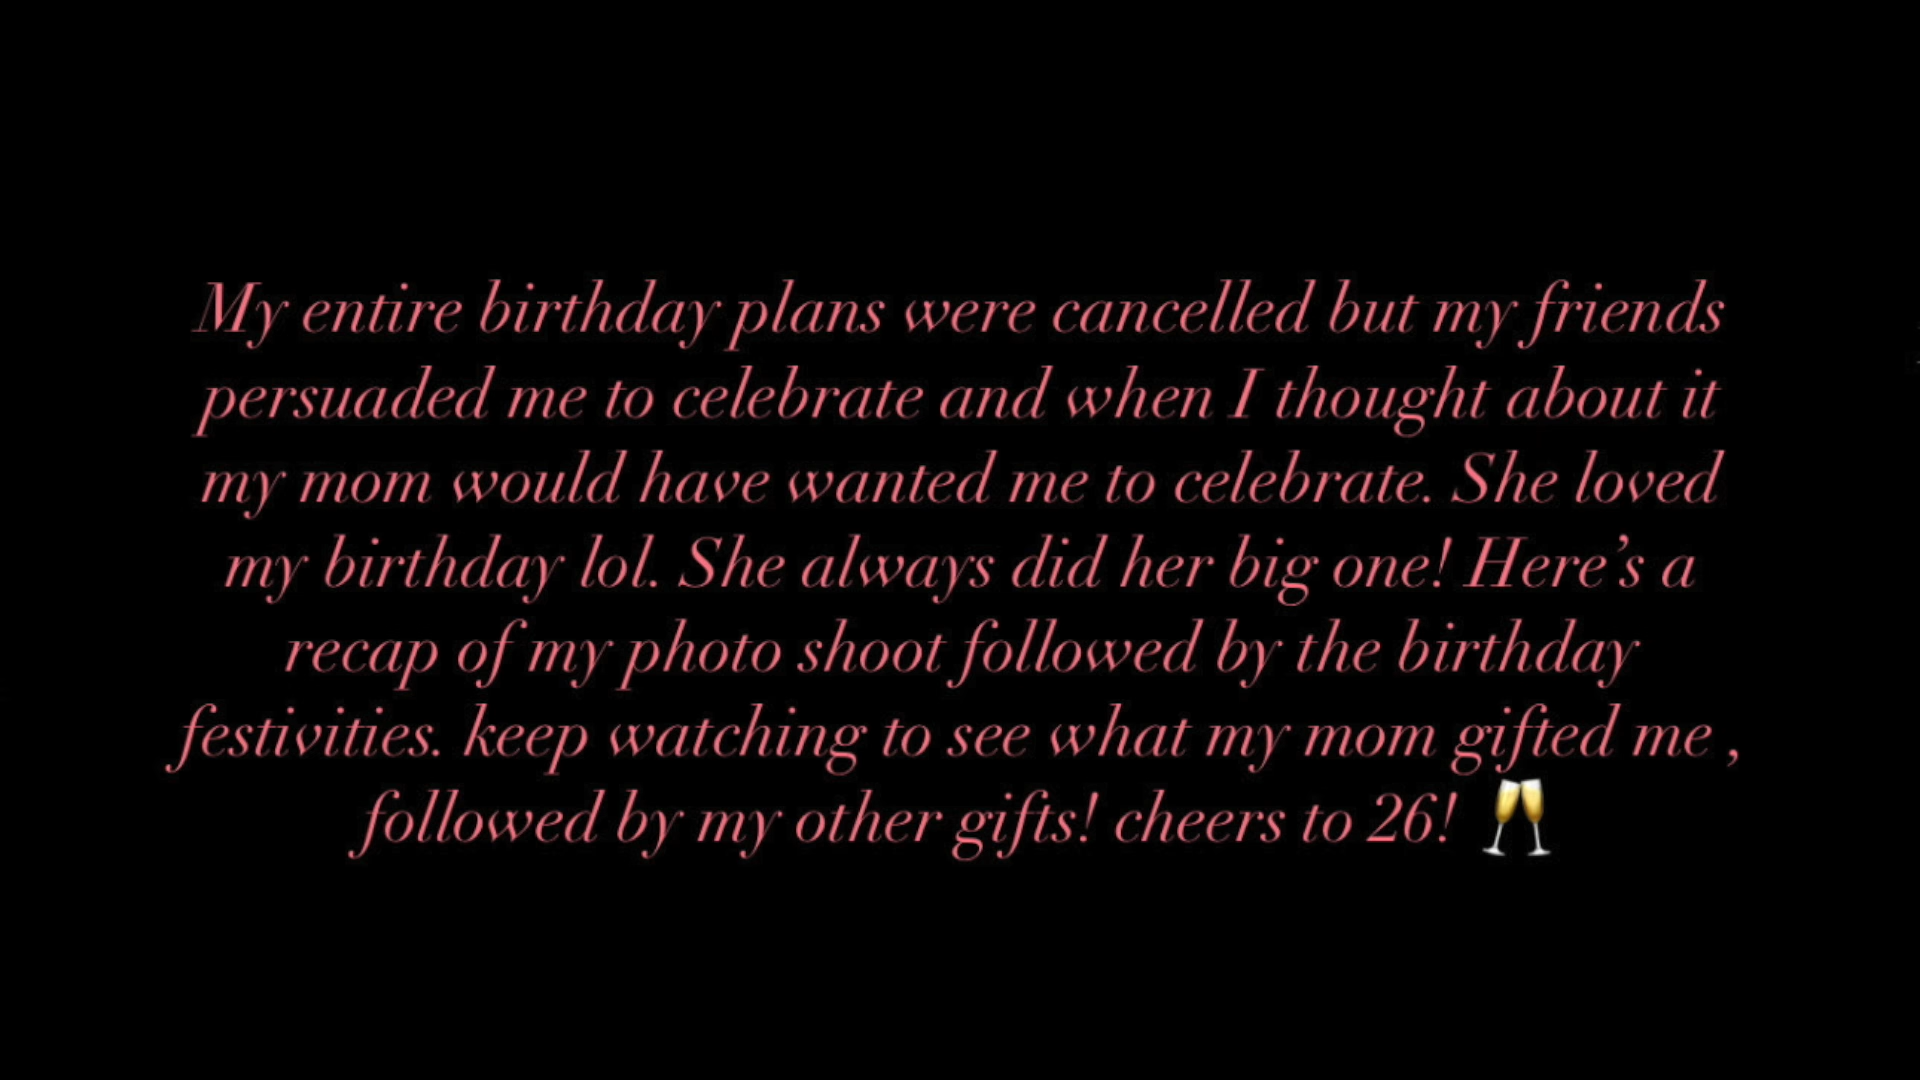 My entire birthday plans were cancelled but my friends
persuaded me to celebrate and when I thought about it
my mom would have wanted me to celebrate. She loved
my birthday lol. She always did her big one! Here’s a
recap of my photo shoot followed by the birthday
festivities. keep watching to see what my mom gifted me ,
followed by my other gifts! cheers to 26! 🥂